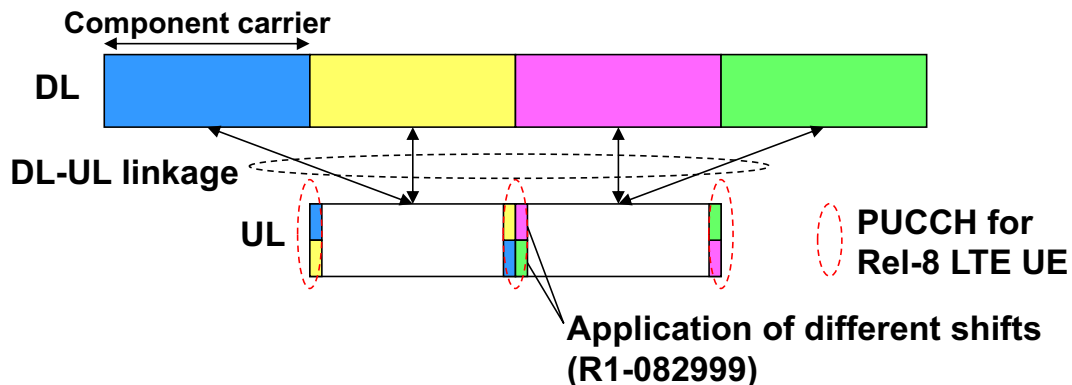 Component carrier
DL
DL-UL linkage
UL
PUCCH for
Rel-8 LTE UE
Application of different shifts
(R1-082999)